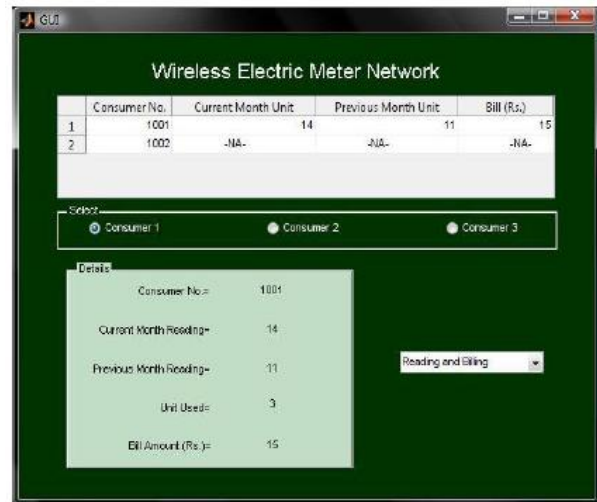 GUI
Wireless Electric Meter Network
Consumer No. Current Month Unit Previous Month Unit Bill (Rs.)
1 1001 14 11 15
2 1002 -NA- -NA- -NA-
Select
Consumer 1 Consumer 2 Consumer 3
Details
Consumer No.= 1001
Current Month Reading= 14
Previous Month Reading= 11
Unit Used= 3
Bill Amount (Rs.)= 15
Reading and Billing